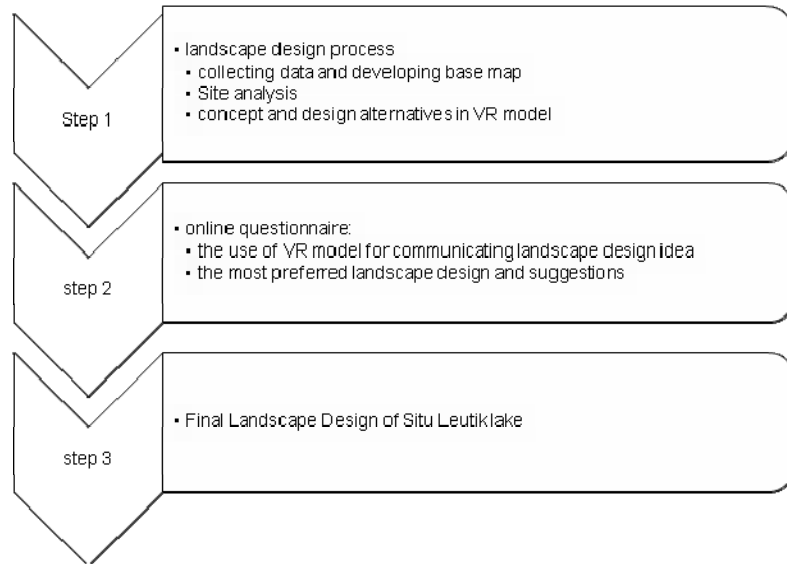 Step 1
▪ landscape design process
▪ collecting data and developing base map
▪ Site analysis
▪ concept and design alternatives in VR model
step 2
▪ online questionnaire:
▪ the use of VR model for communicating landscape design idea
▪ the most preferred landscape design and suggestions
step 3
▪ Final Landscape Design of Situ Leutik lake